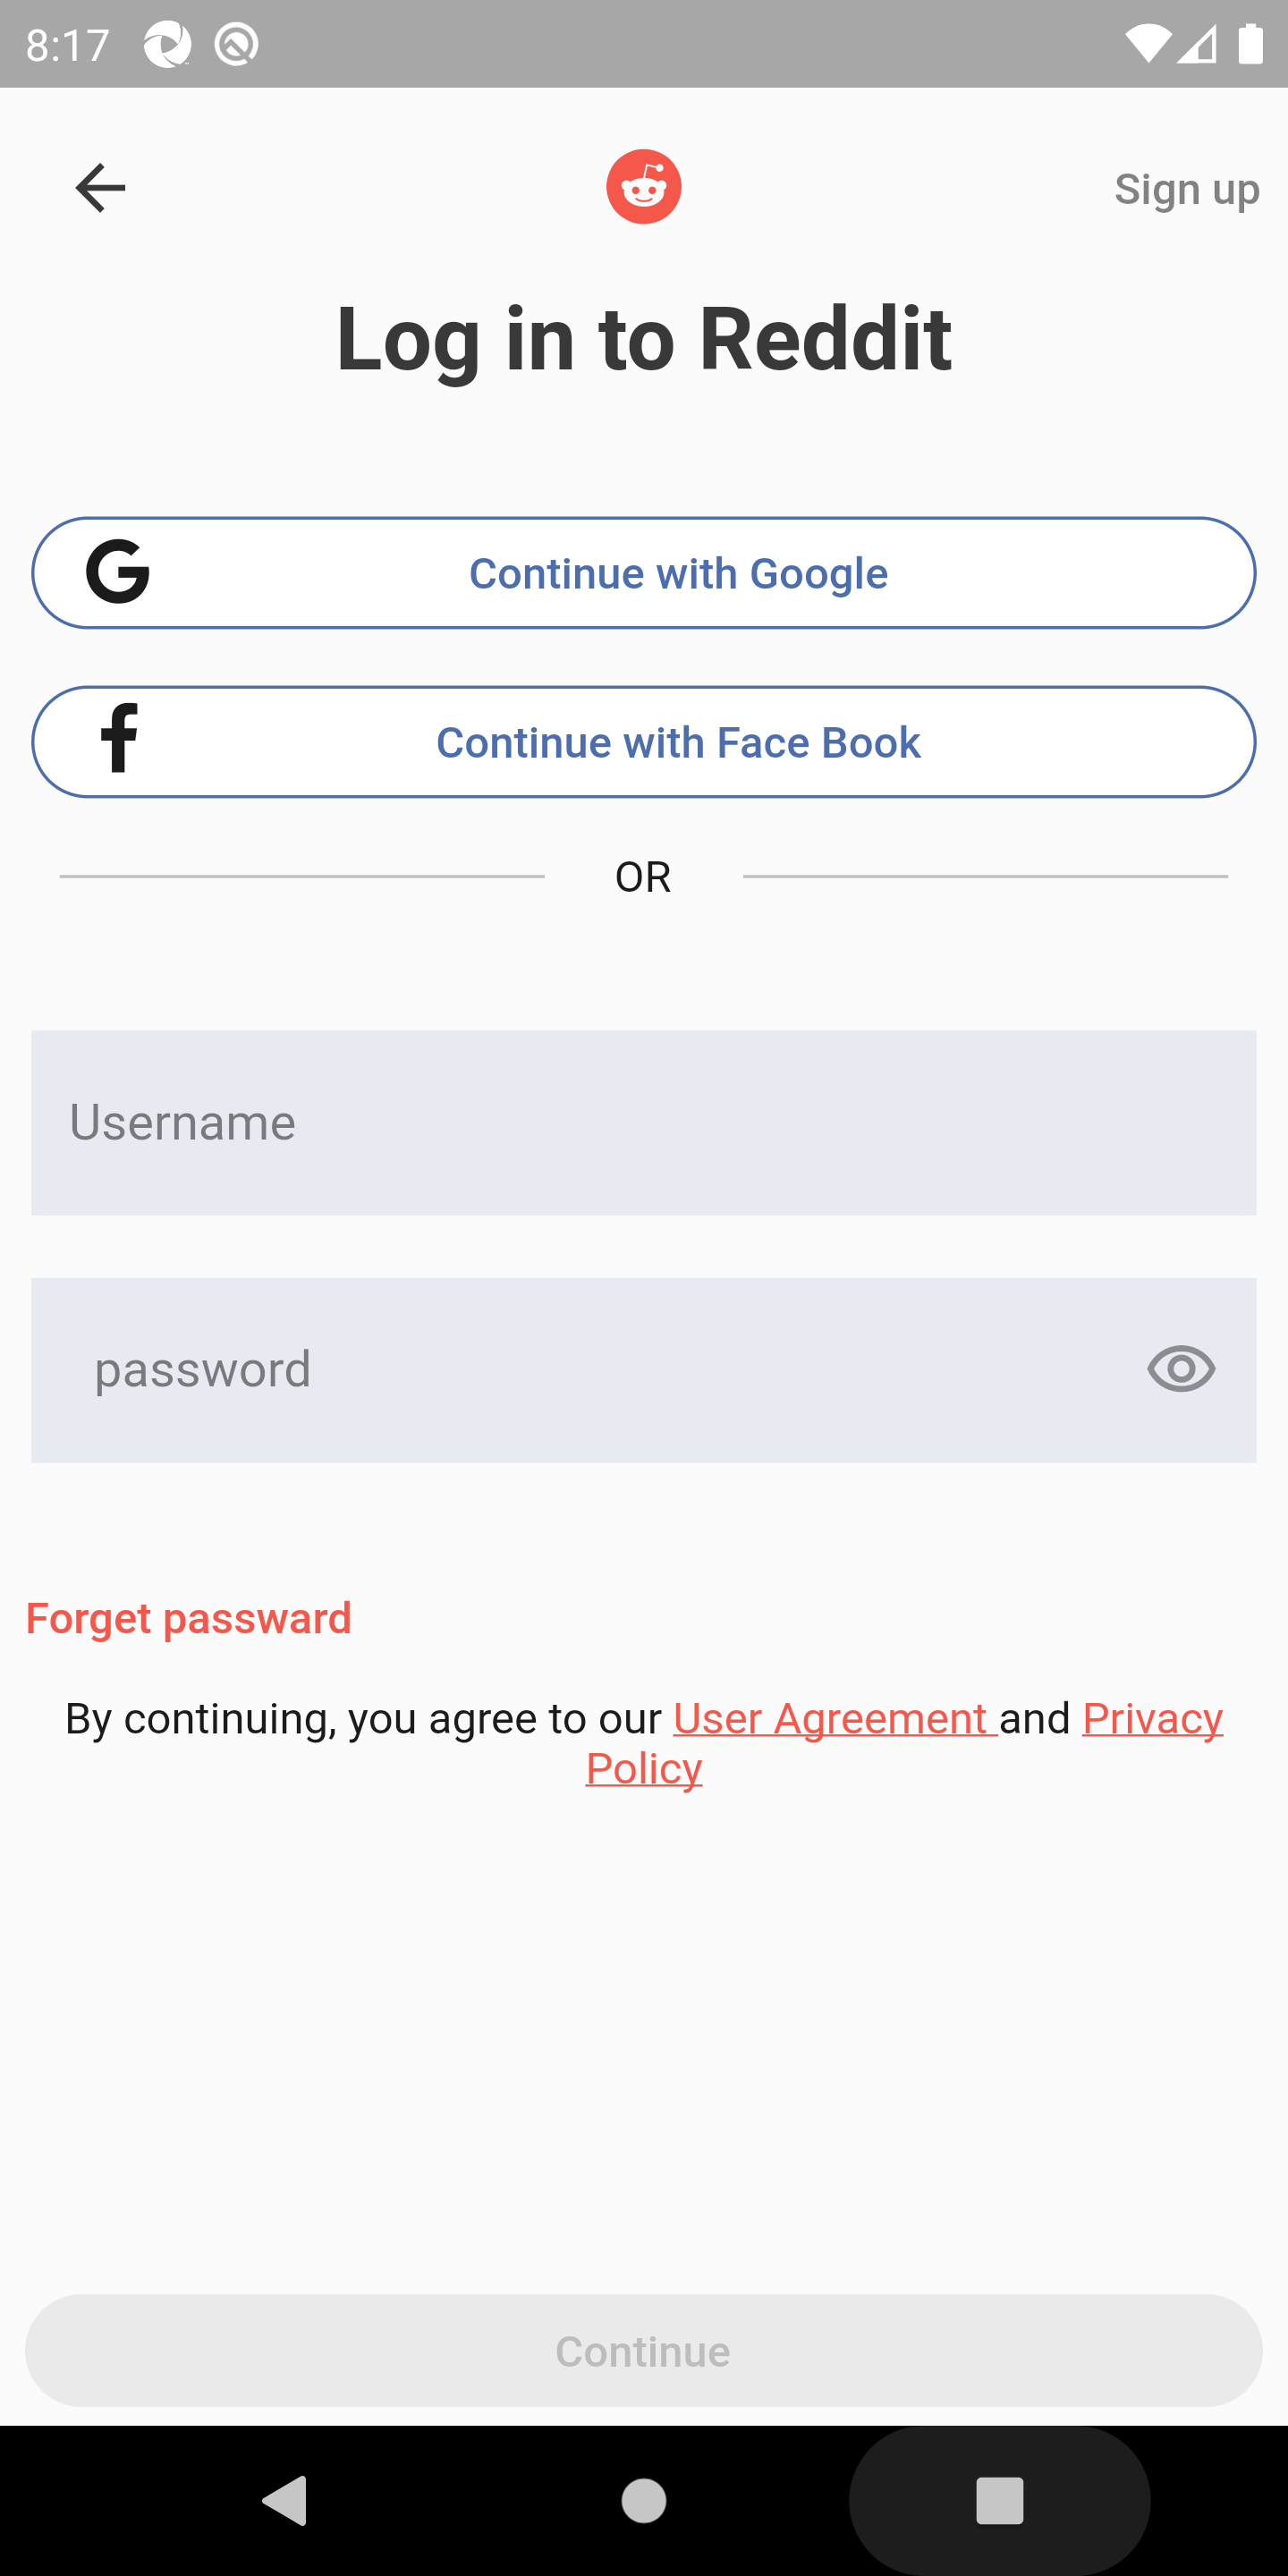 8:17
Sign up
Log in to Reddit
Continue with Google
Continue with Face Book
OR
Username
password
Forget passward
By continuing, you agree to our User Agreement and Privacy
Policy
Continue